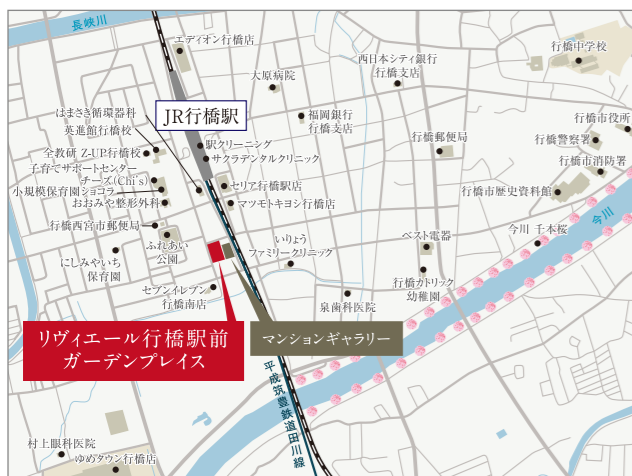 長峡川
エディオン行橋店
大原病院
西日本シティ銀行
行橋支店
行橋中学校
はまさき循環器科
英進館行橋校
JR行橋駅
福岡銀行
行橋支店
行橋市役所
全教研 Z-UP行橋校
駅クリーニング
サクラデンタルクリニック
行橋郵便局
行橋警察署
行橋市消防署
子育てサポートセンター
チーズ(Chi's)
小規模保育園ショコラ
おおみや整形外科
セリア行橋駅店
マツモトキヨシ行橋店
行橋市歴史資料館
今川
行橋西宮市郵便局
ふれあい
公園
にしみやいち
保育園
いりょう
ファミリークリニック
ベスト電器
今川 千本桜
セブンイレブン
行橋南店
泉歯科医院
行橋カトリック
幼稚園
リヴィエール行橋駅前
ガーデンプレイス
マンションギャラリー
平成筑豊鉄道田川線
村上眼科医院
ゆめタウン行橋店